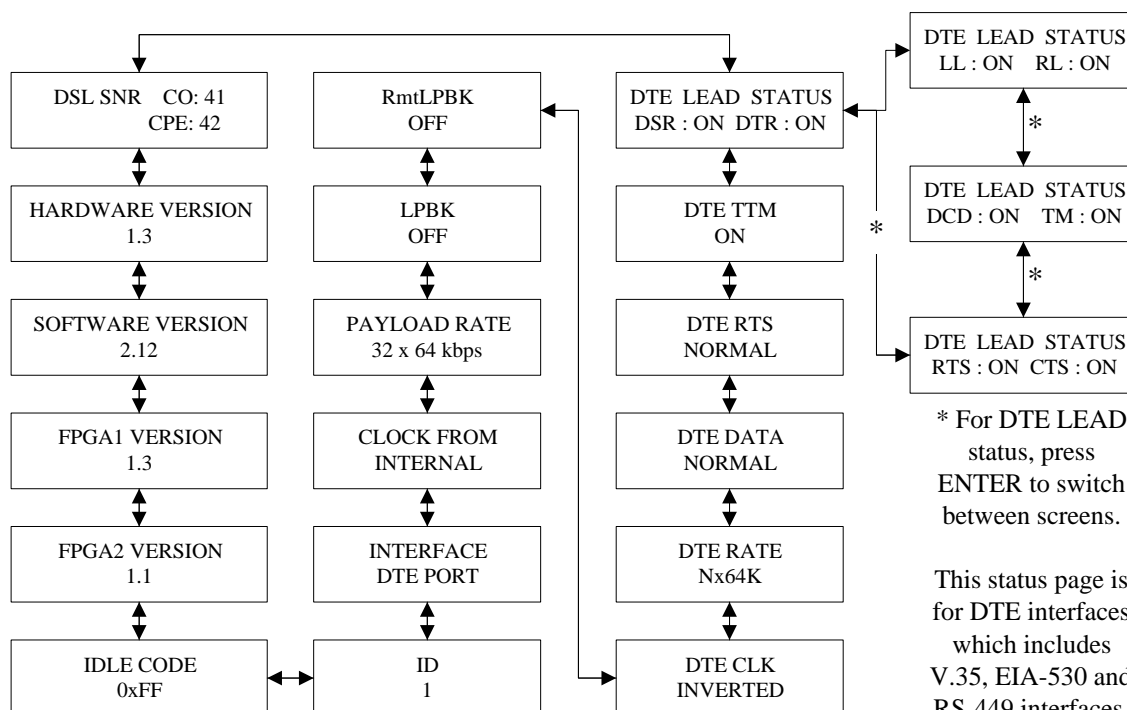 DSL SNR CO: 41
CPE: 42
HARDWARE VERSION
1.3
SOFTWARE VERSION
2.12
FPGA1 VERSION
1.3
FPGA2 VERSION
1.1
IDLE CODE
0xFF
RmtLPBK
OFF
LPBK
OFF
PAYLOAD RATE
32 x 64 kbps
CLOCK FROM
INTERNAL
INTERFACE
DTE PORT
ID
1
DTE LEAD STATUS
DSR : ON DTR : ON
DTE TTM
ON
DTE RTS
NORMAL
DTE DATA
NORMAL
DTE RATE
Nx64K
DTE CLK
INVERTED
*
DTE LEAD STATUS
LL : ON RL : ON
*
DTE LEAD STATUS
DCD : ON TM : ON
*
DTE LEAD STATUS
RTS : ON CTS : ON
* For DTE LEAD
status, press
ENTER to switch
between screens.
This status page is
for DTE interfaces
which includes
V.35, EIA-530 and
RS-449 interfaces.